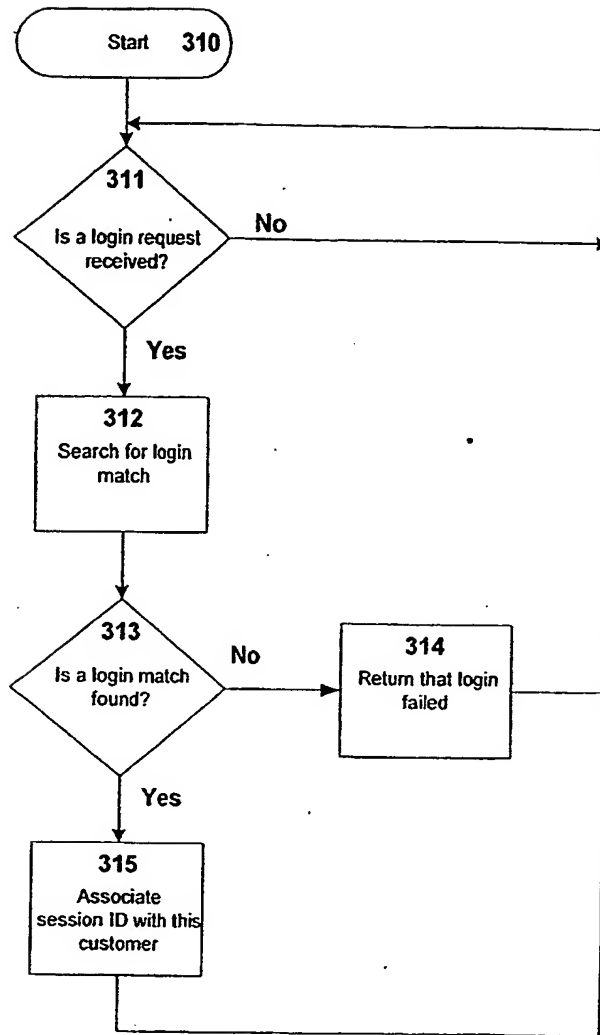 Start 310
311
Is a login request
received?
No
Yes
312
Search for login
match
313
Is a login match
found?
No
314
Return that login
failed
Yes
315
Associate
session ID with this
customer